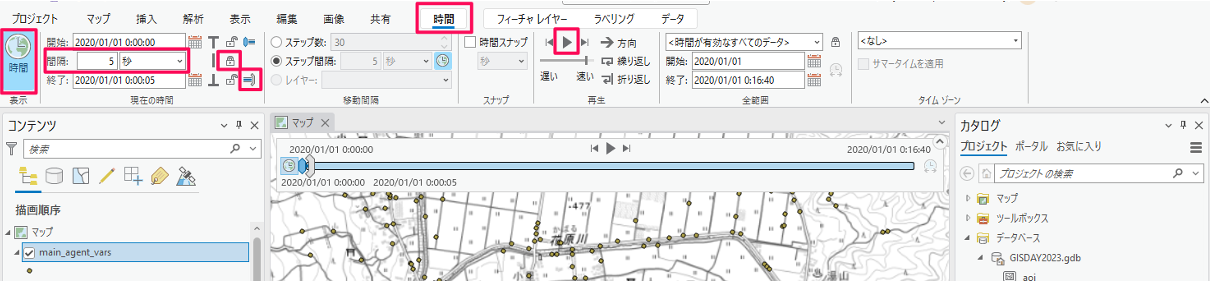 プロジェクト マップ 挿入 解析 表示 編集 画像 共有 時間 フィーチャ レイヤー ラベリング データ
時間
表示
開始: 2020/01/01 0:00:00
間隔: 5 秒
終了: 2020/01/01 0:00:05
現在の時間
ステップ数: 30
ステップ間隔: 5 秒
レイヤー:
移動間隔
時間スナップ
秒
スナップ
方向
繰り返し
遅い 速い 折り返し
再生
<時間が有効なすべてのデータ>
開始: 2020/01/01
終了: 2020/01/01 0:16:40
全範囲
<なし>
サマータイムを適用
タイム ゾーン
コンテンツ
検索
描画順序
マップ
main_agent_vars
マップ
2020/01/01 0:00:00 2020/01/01 0:16:40
2020/01/01 0:00:00 2020/01/01 0:00:05
・477
かばる
花原川
カタログ
プロジェクト ポータル お気に入り
プロジェクトの検索
マップ
ツールボックス
データベース
GISDAY2023.gdb
aoi